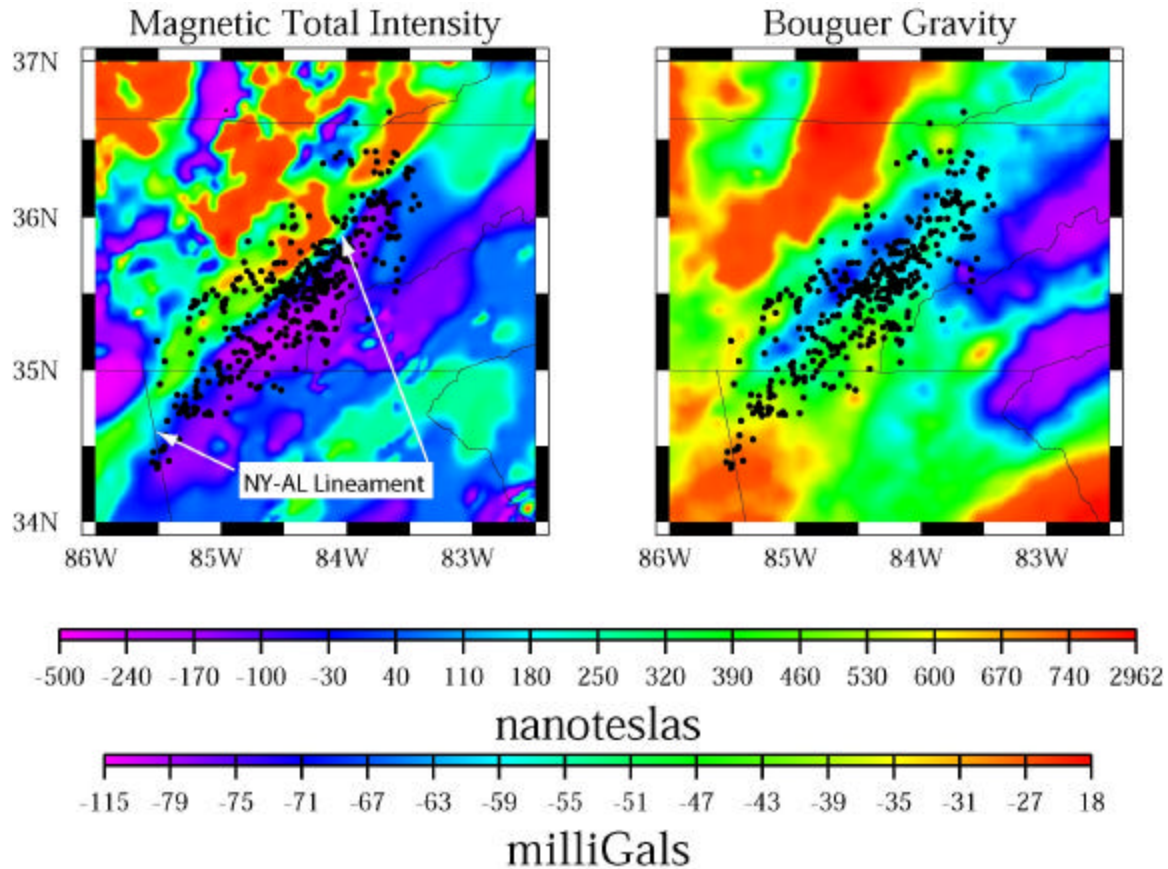 Magnetic Total Intensity
Bouguer Gravity
37N
36N
35N
34N
NY-AL Lineament
86W 85W 84W 83W
86W 85W 84W 83W
-500 -240 -170 -100 -30 40 110 180 250 320 390 460 530 600 670 740 2962
nanoteslas
-115 -79 -75 -71 -67 -63 -59 -55 -51 -47 -43 -39 -35 -31 -27 18
milliGals